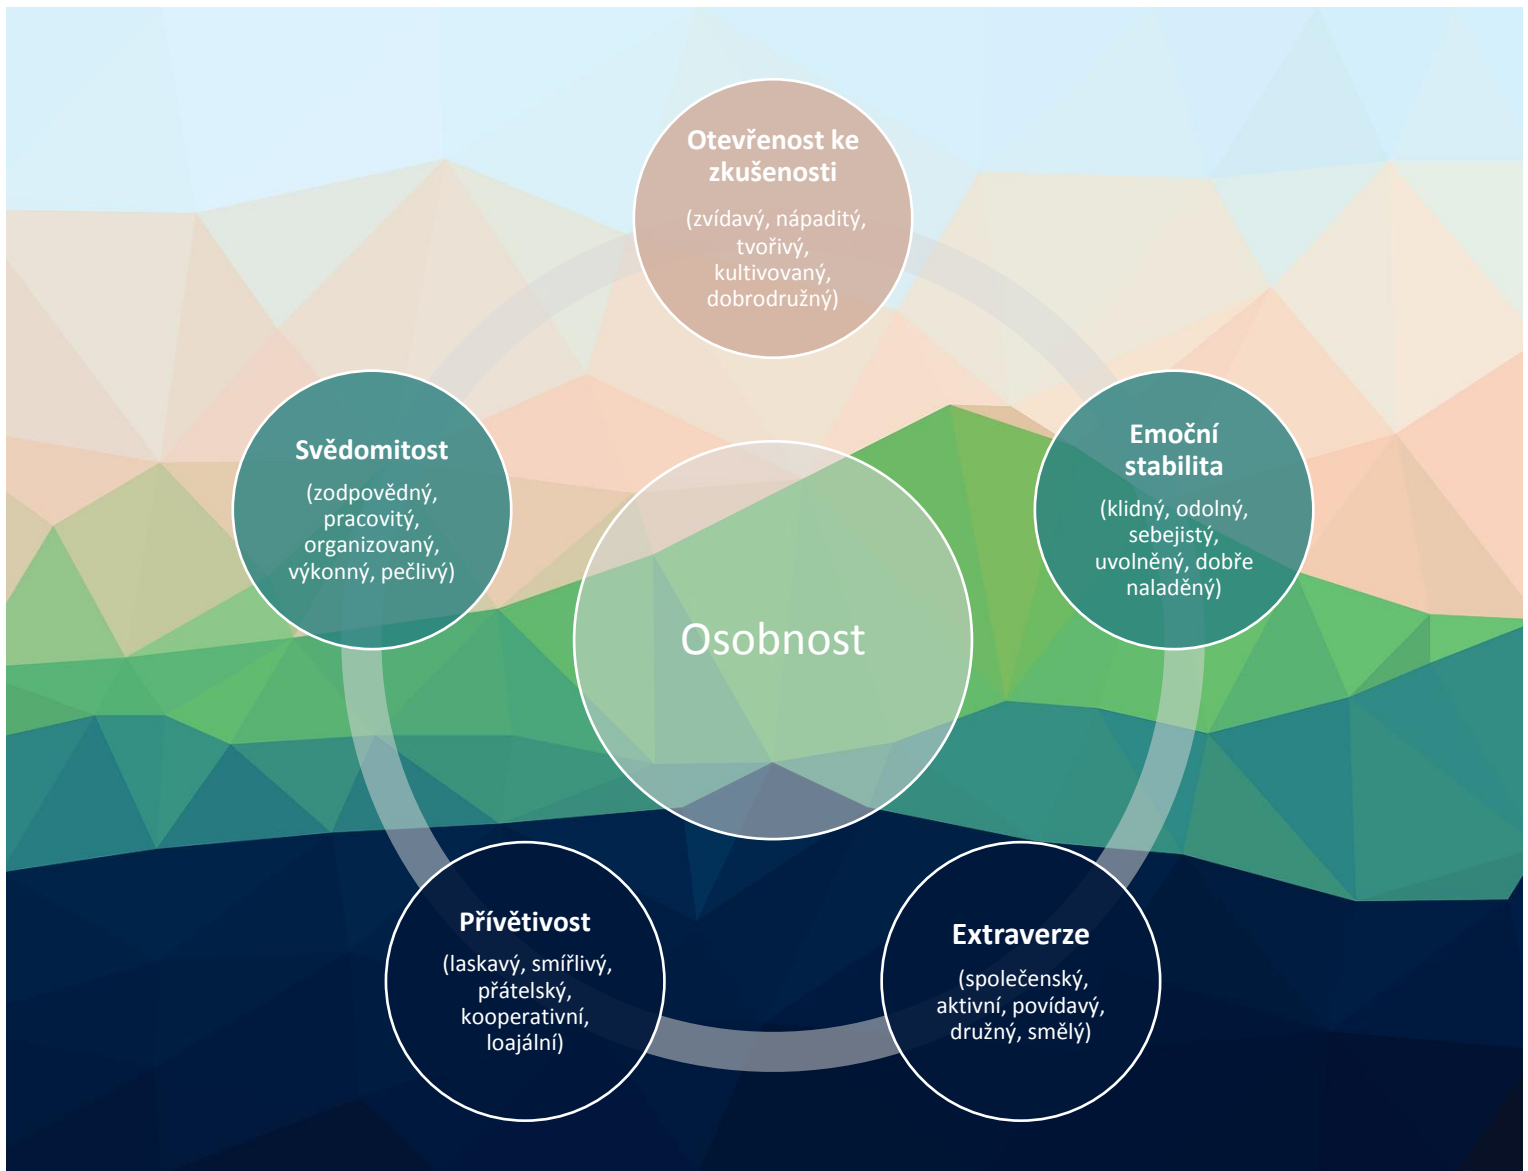 Otevřenost ke
zkušenosti
(zvídavý, nápaditý,
tvořivý,
kultivovaný,
dobrodružný)
Emoční
stabilita
(klidný, odolný,
sebejistý,
uvolněný, dobře
naladěný)
Extraverze
(společenský,
aktivní, povídavý,
družný, smělý)
Přívětivost
(laskavý, smířlivý,
přátelský,
kooperativní,
loajální)
Svědomitost
(zodpovědný,
pracovitý,
organizovaný,
výkonný, pečlivý)
Osobnost